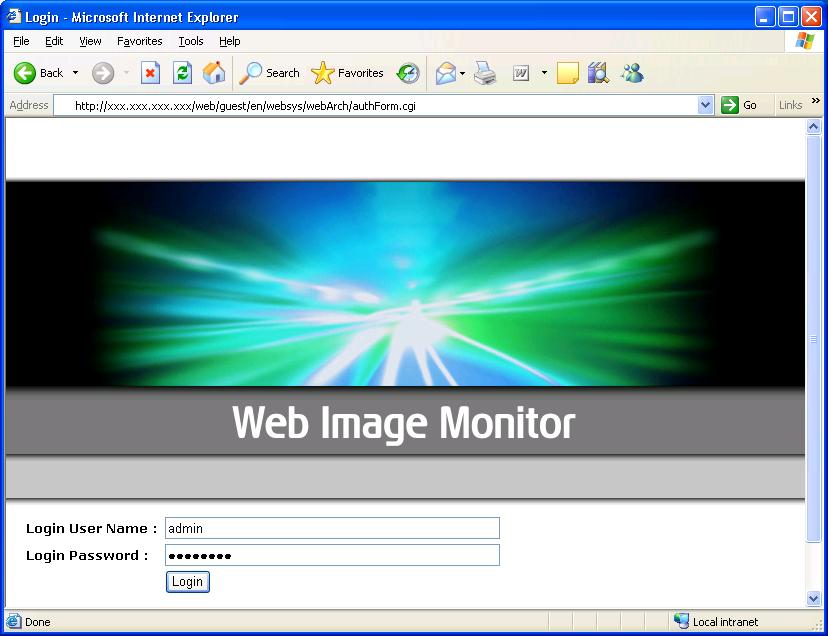 Login - Microsoft Internet Explorer
File Edit View Favorites Tools Help
Back Search Favorites W
Address http://xxx.xxx.xxx.xxx/web/guest/en/websys/webArch/authForm.cgi Go Links »
Web Image Monitor
Login User Name : admin
Login Password : ●●●●●●●●
Login
Done Local intranet